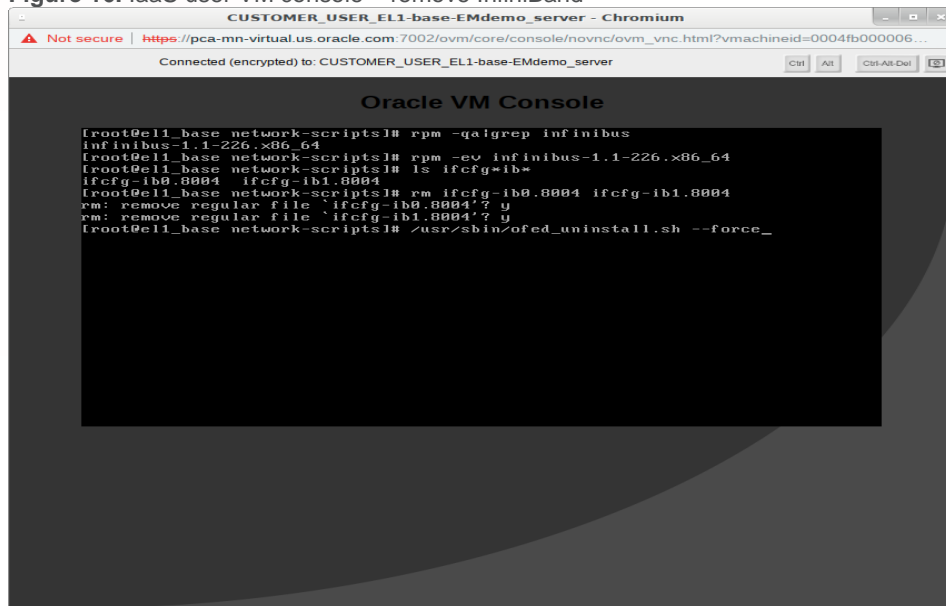 CUSTOMER_USER_EL1-base-EMdemo_server - Chromium
Not secure | https://pca-mn-virtual.us.oracle.com:7002/ovm/core/console/novnc/ovm_vnc.html?vmachineid=0004fb000006...
Connected (encrypted) to: CUSTOMER_USER_EL1-base-EMdemo_server
Ctrl Alt Ctrl-Alt-Del
Oracle VM Console
[root@el1_base network-scripts]# rpm -qa|grep infinibus
infinibus-1.1-226.x86_64
[root@el1_base network-scripts]# rpm -ev infinibus-1.1-226.x86_64
[root@el1_base network-scripts]# ls ifcfg*ib*
ifcfg-ib0.8004 ifcfg-ib1.8004
[root@el1_base network-scripts]# rm ifcfg-ib0.8004 ifcfg-ib1.8004
rm: remove regular file `ifcfg-ib0.8004'? y
rm: remove regular file `ifcfg-ib1.8004'? y
[root@el1_base network-scripts]# /usr/sbin/ofed_uninstall.sh --force_